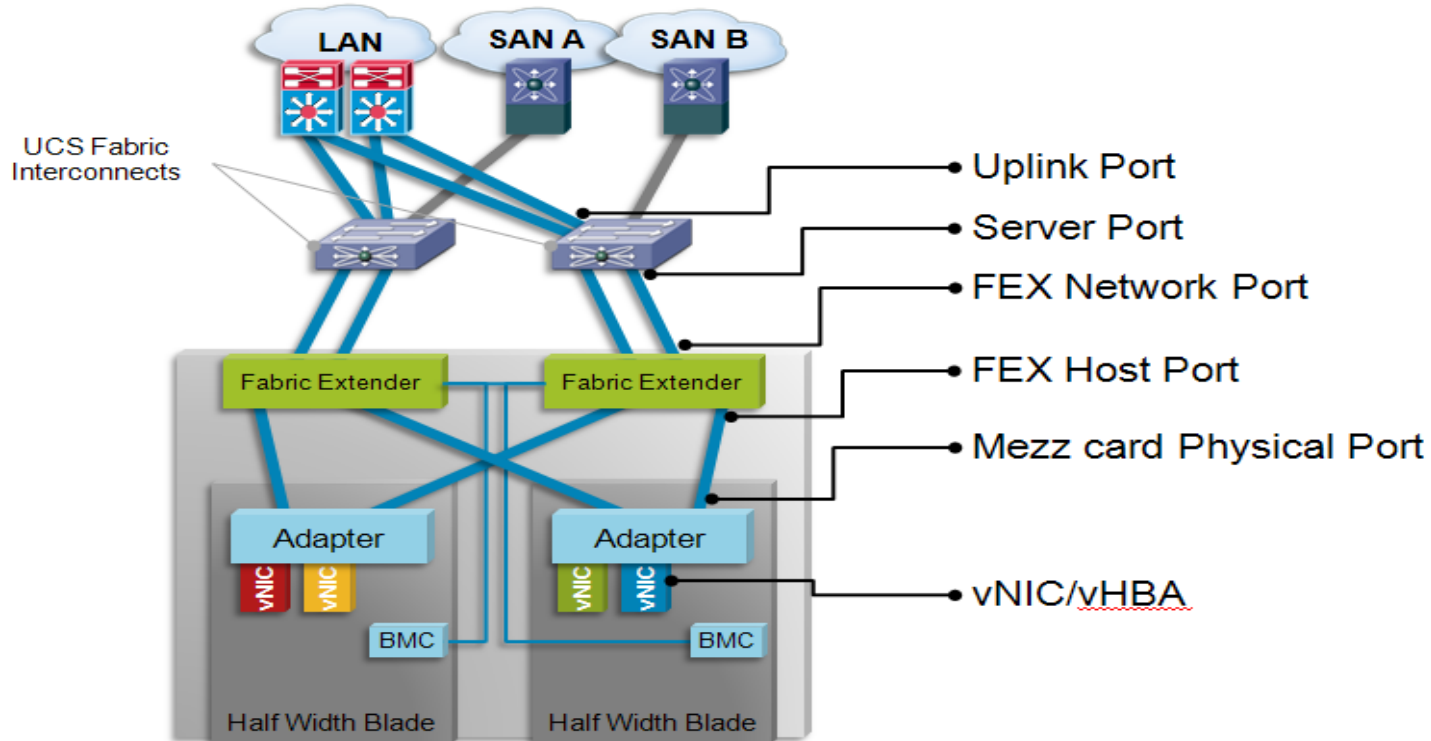 LAN
SAN A
SAN B
UCS Fabric
Interconnects
Uplink Port
Server Port
FEX Network Port
Fabric Extender
Fabric Extender
FEX Host Port
Mezz card Physical Port
Adapter
Adapter
vNIC
vNIC
vNIC
vNIC
vNIC/vHBA
BMC
BMC
Half Width Blade
Half Width Blade